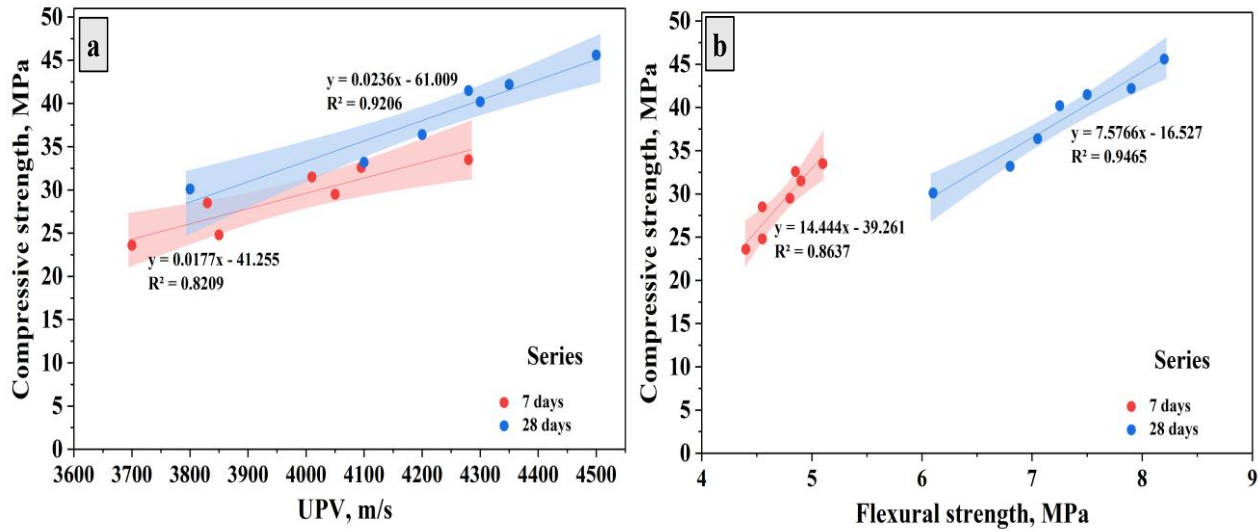 a
Compressive strength, MPa
50
45
40
35
30
25
20
15
10
5
0
y = 0.0236x - 61.009
R² = 0.9206
y = 0.0177x - 41.255
R² = 0.8209
Series
7 days
28 days
3600 3700 3800 3900 4000 4100 4200 4300 4400 4500
UPV, m/s
b
Compressive strength, MPa
50
45
40
35
30
25
20
15
10
5
0
y = 7.5766x - 16.527
R² = 0.9465
y = 14.444x - 39.261
R² = 0.8637
Series
7 days
28 days
4 5 6 7 8 9
Flexural strength, MPa